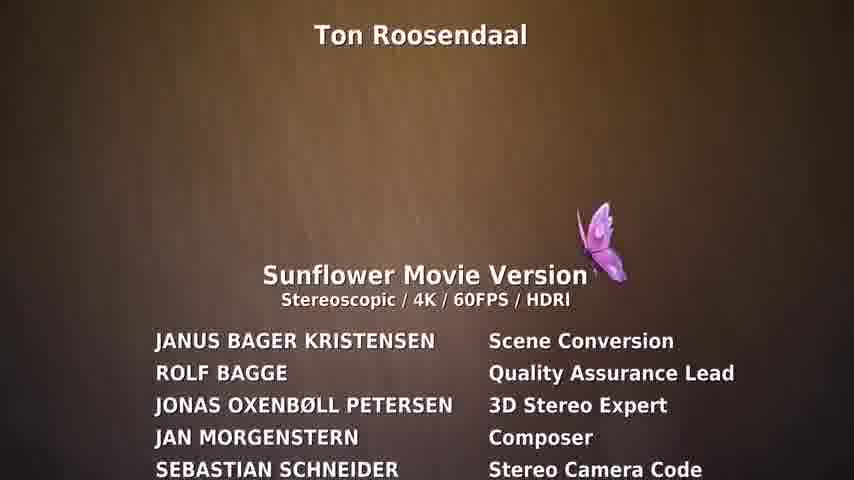 Ton Roosendaal
Sunflower Movie Version
Stereoscopic / 4K / 60FPS / HDRI
JANUS BAGER KRISTENSEN Scene Conversion
ROLF BAGGE Quality Assurance Lead
JONAS OXENBØLL PETERSEN 3D Stereo Expert
JAN MORGENSTERN Composer
SEBASTIAN SCHNEIDER Stereo Camera Code